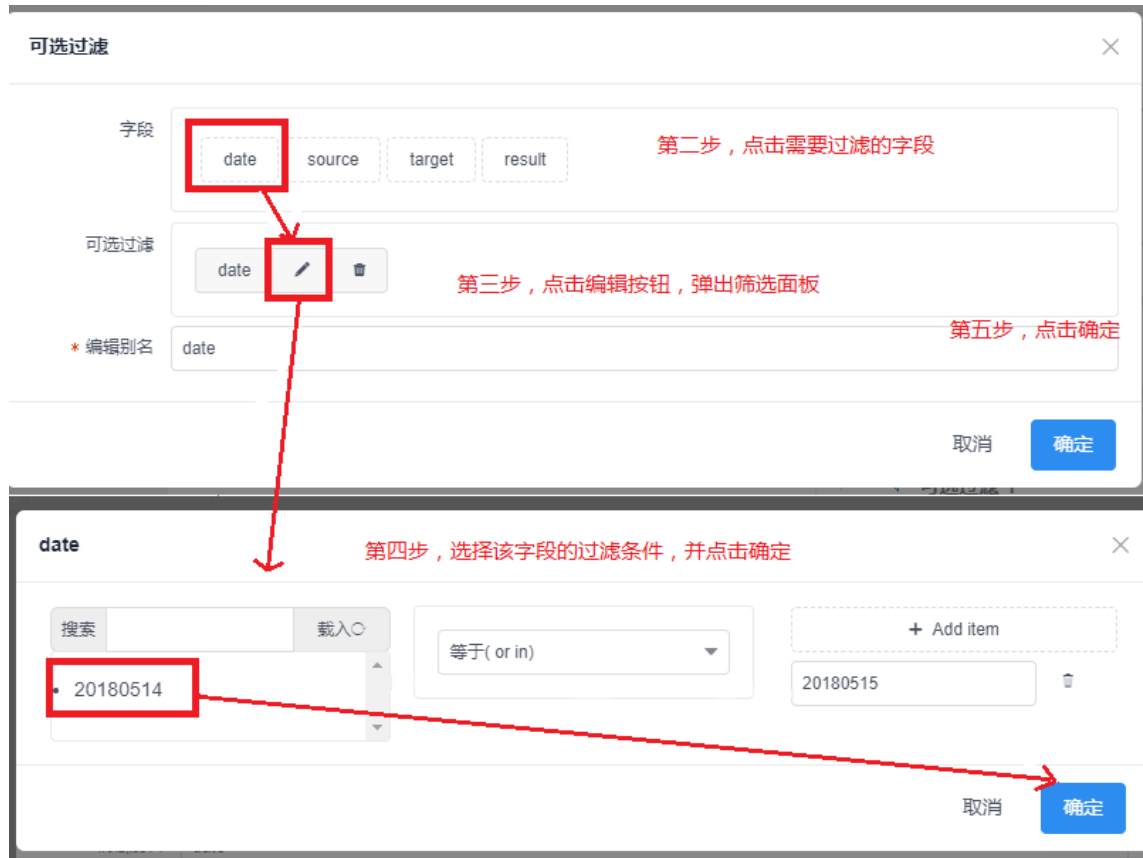 可选过滤
字段
date
source
target
result
第二步，点击需要过滤的字段
可选过滤
date
第三步，点击编辑按钮，弹出筛选面板
第五步，点击确定
* 编辑别名
date
取消
确定
date
第四步，选择该字段的过滤条件，并点击确定
搜索
载入
等于( or in)
+ Add item
20180514
20180515
取消
确定